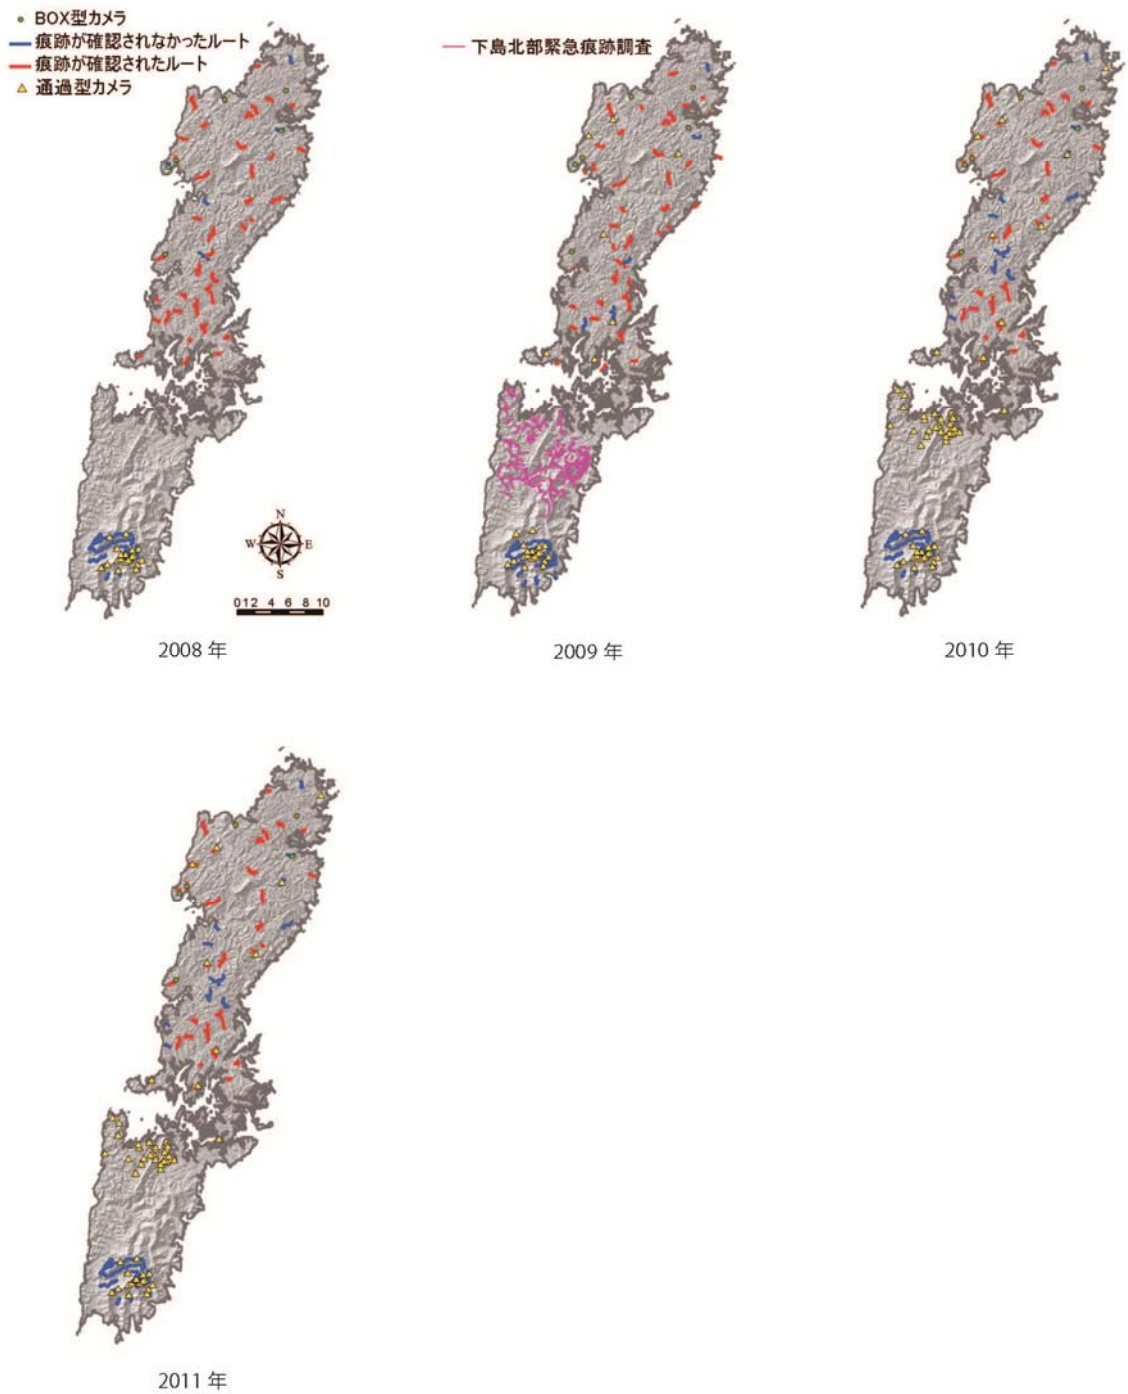 BOX型カメラ
痕跡が確認されなかったルート
痕跡が確認されたルート
通過型カメラ
下島北部緊急痕跡調査
N
W E
S
012 4 6 8 10
2008 年
2009 年
2010 年
2011 年